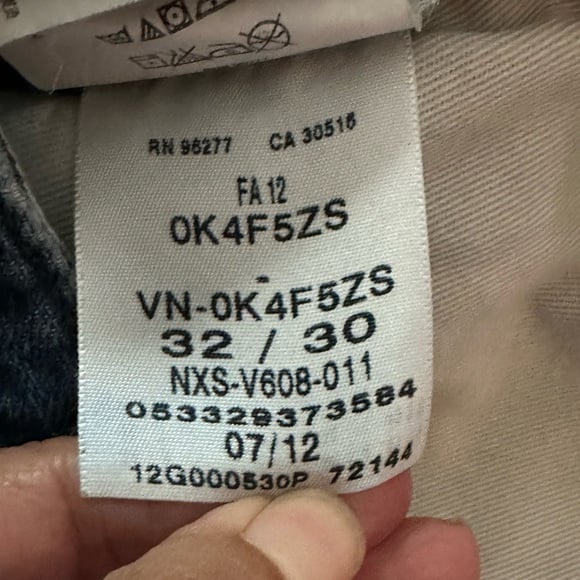 RN 96277 CA 30516
FA 12
0K4F5ZS
-
VN-0K4F5ZS
32 / 30
NXS-V608-011
053329373584
07/12
12G000530P 72144